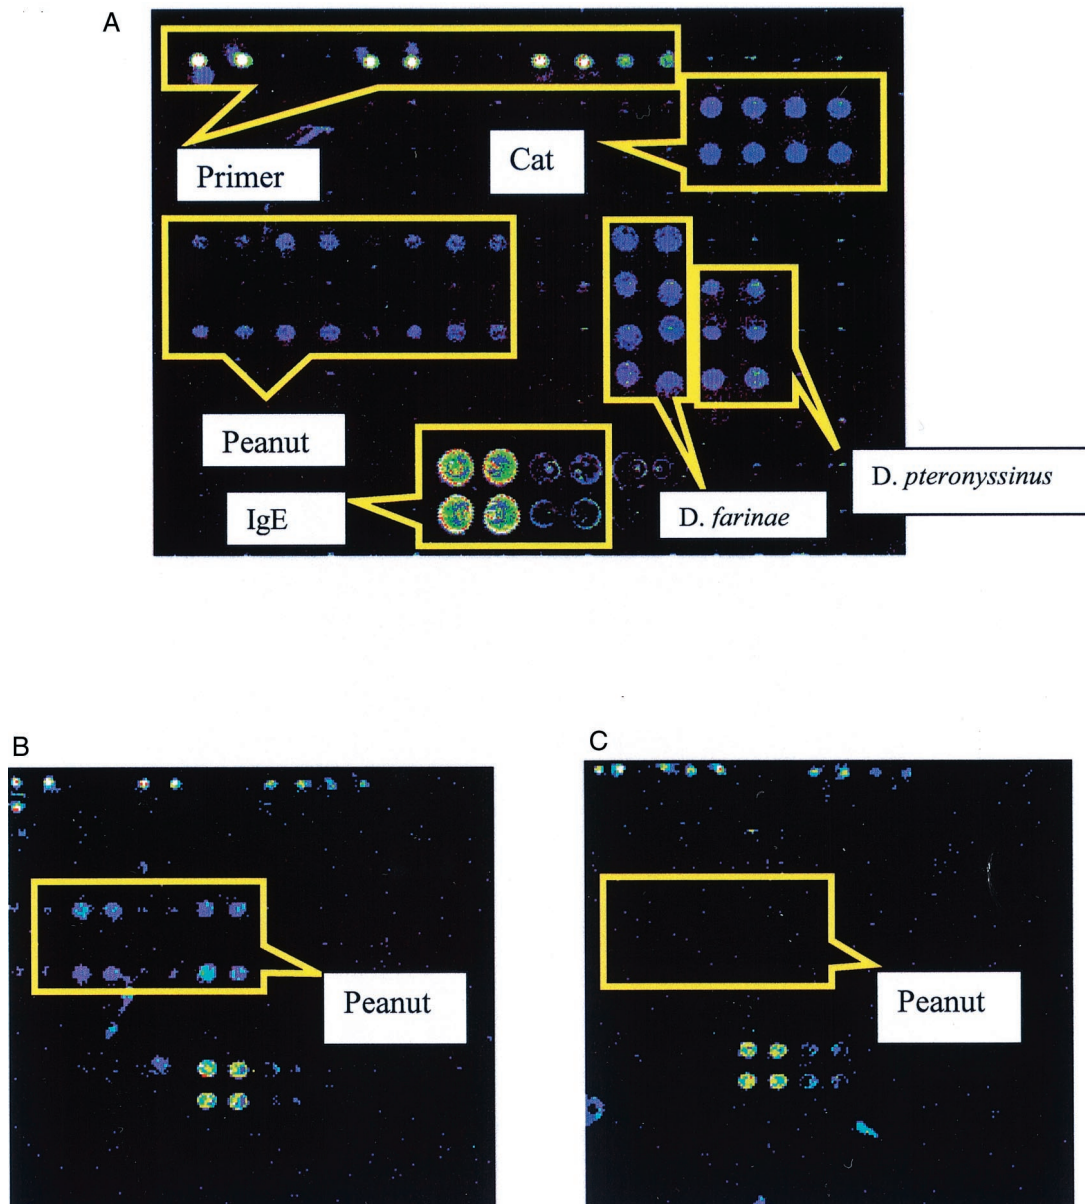 A
Primer
Cat
Peanut
IgE
D. farinae
D. pteronyssinus
B
C
Peanut
Peanut